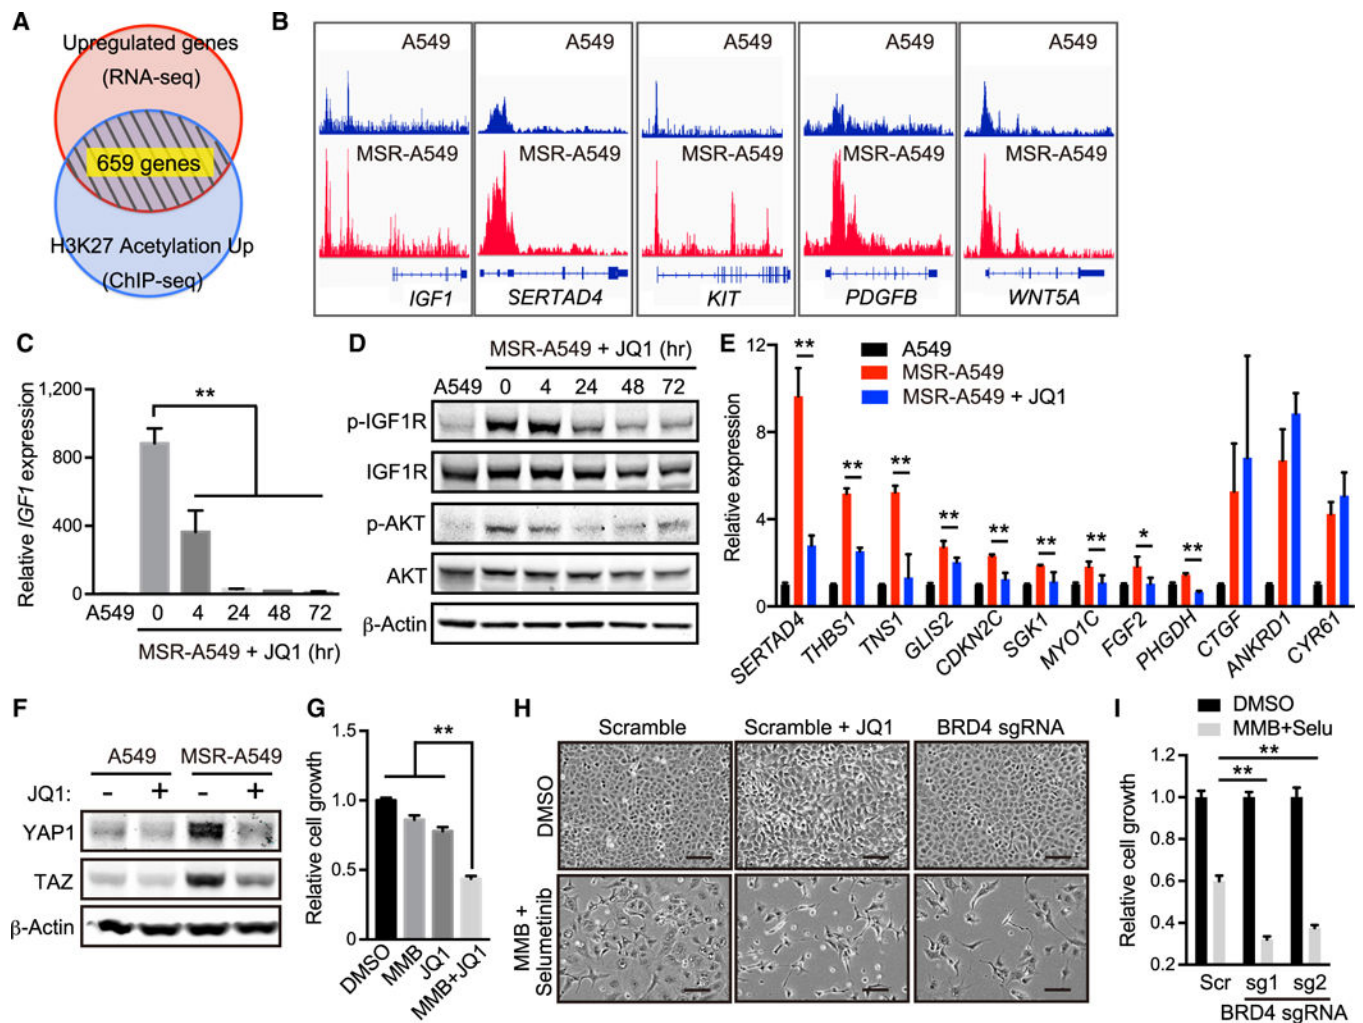 A
Upregulated genes
(RNA-seq)
659 genes
H3K27 Acetylation Up
(ChIP-seq)
B
A549 A549 A549 A549 A549
MSR-A549 MSR-A549 MSR-A549 MSR-A549 MSR-A549
IGF1 SERTAD4 KIT PDGFB WNT5A
C
Relative IGF1 expression
1,200
800
400
0
**
A549 0 4 24 48 72
MSR-A549 + JQ1 (hr)
D
MSR-A549 + JQ1 (hr)
A549 0 4 24 48 72
p-IGF1R
IGF1R
p-AKT
AKT
β-Actin
E
A549
MSR-A549
MSR-A549 + JQ1
Relative expression
12
8
4
0
** ** ** ** ** ** ** * **
SERTAD4 THBS1 TNS1 GLIS2 CDKN2C SGK1 MYO1C FGF2 PHGDH CTGF ANKRD1 CYR61
F
A549 MSR-A549
JQ1: - + - +
YAP1
TAZ
β-Actin
G
Relative cell growth
1.5
1.0
0.5
0
**
DMSO MMB JQ1 MMB+JQ1
H
Scramble Scramble + JQ1 BRD4 sgRNA
DMSO
MMB +
Selumetinib
I
DMSO
MMB+Selu
Relative cell growth
1.2
1.0
0.8
0.6
0.4
0.2
**
**
Scr sg1 sg2
BRD4 sgRNA